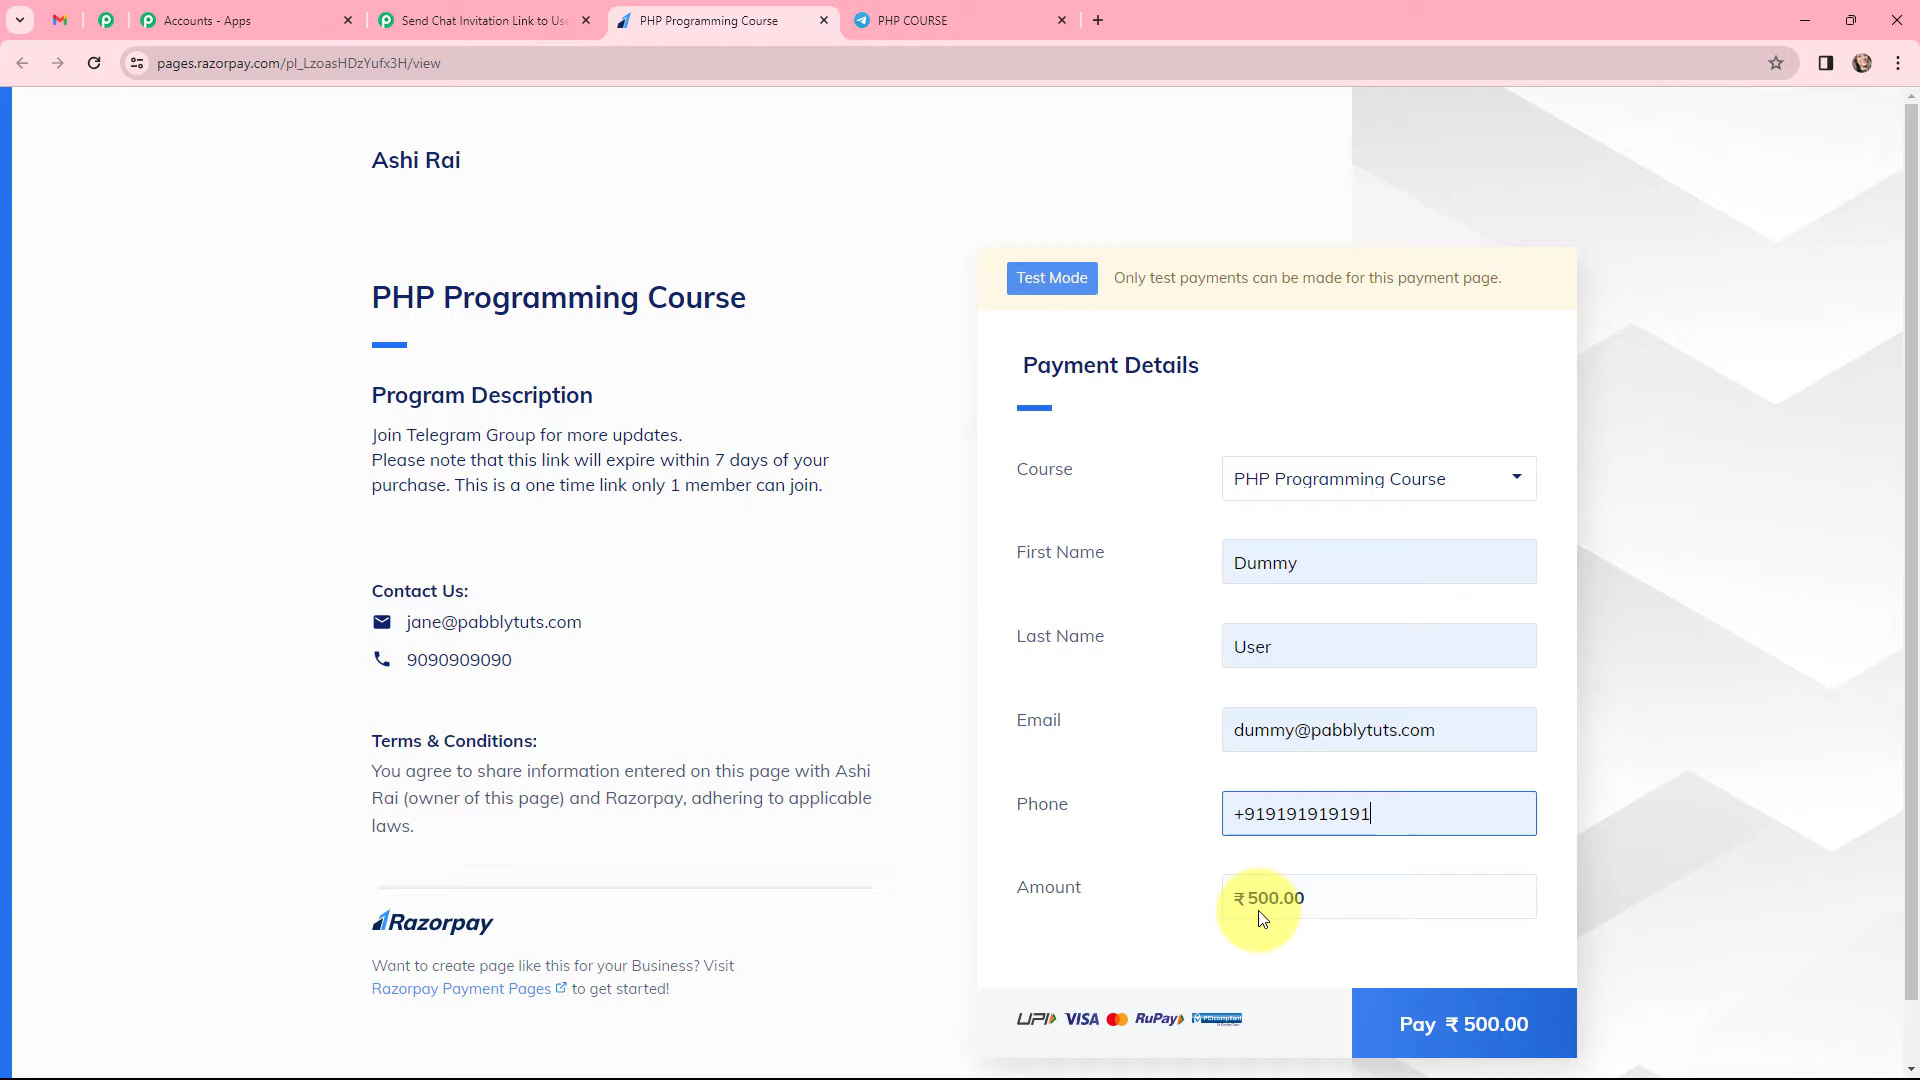 Accounts - Apps
Send Chat Invitation Link to Use
PHP Programming Course
PHP COURSE
pages.razorpay.com/pl_LzoasHDzYufx3H/view
Ashi Rai
PHP Programming Course
Program Description
Join Telegram Group for more updates.
Please note that this link will expire within 7 days of your
purchase. This is a one time link only 1 member can join.
Contact Us:
jane@pabblytuts.com
9090909090
Terms & Conditions:
You agree to share information entered on this page with Ashi
Rai (owner of this page) and Razorpay, adhering to applicable
laws.
Razorpay
Want to create page like this for your Business? Visit
Razorpay Payment Pages to get started!
Test Mode Only test payments can be made for this payment page.
Payment Details
Course PHP Programming Course
First Name Dummy
Last Name User
Email dummy@pabblytuts.com
Phone +919191919191
Amount ₹ 500.00
UPI VISA RuPay
Pay ₹ 500.00